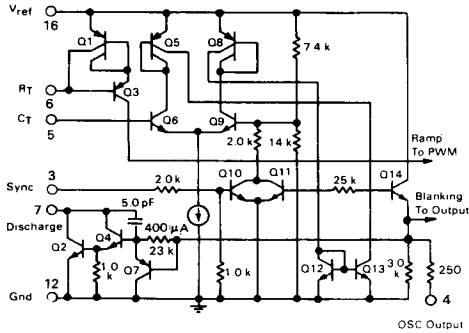 Vref
16
Q1
Q5
Q8
7.4 k
RT
6
Q3
CT
5
Q6
Q9
2.0 k
14 k
Ramp
To PWM
3
Sync
2.0 k
Q10
Q11
25 k
Q14
Blanking
To Output
7
Discharge
5.0 pF
400 µA
Q2
Q4
23 k
1.0
k
Q7
1.0 k
Q12
Q13
3.0
k
250
12
Gnd
4
OSC Output